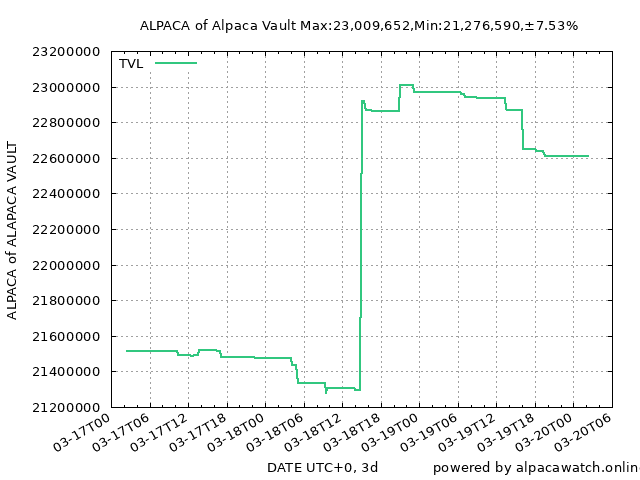 ALPACA of Alpaca Vault Max:23,009,652,Min:21,276,590,±7.53%
TVL
23200000
23000000
22800000
22600000
22400000
22200000
22000000
21800000
21600000
21400000
21200000
ALPACA of ALAPACA VAULT
03-17T00
03-17T06
03-17T12
03-17T18
03-18T00
03-18T06
03-18T12
03-18T18
03-19T00
03-19T06
03-19T12
03-19T18
03-20T00
03-20T06
DATE UTC+0, 3d
powered by alpacawatch.onlin